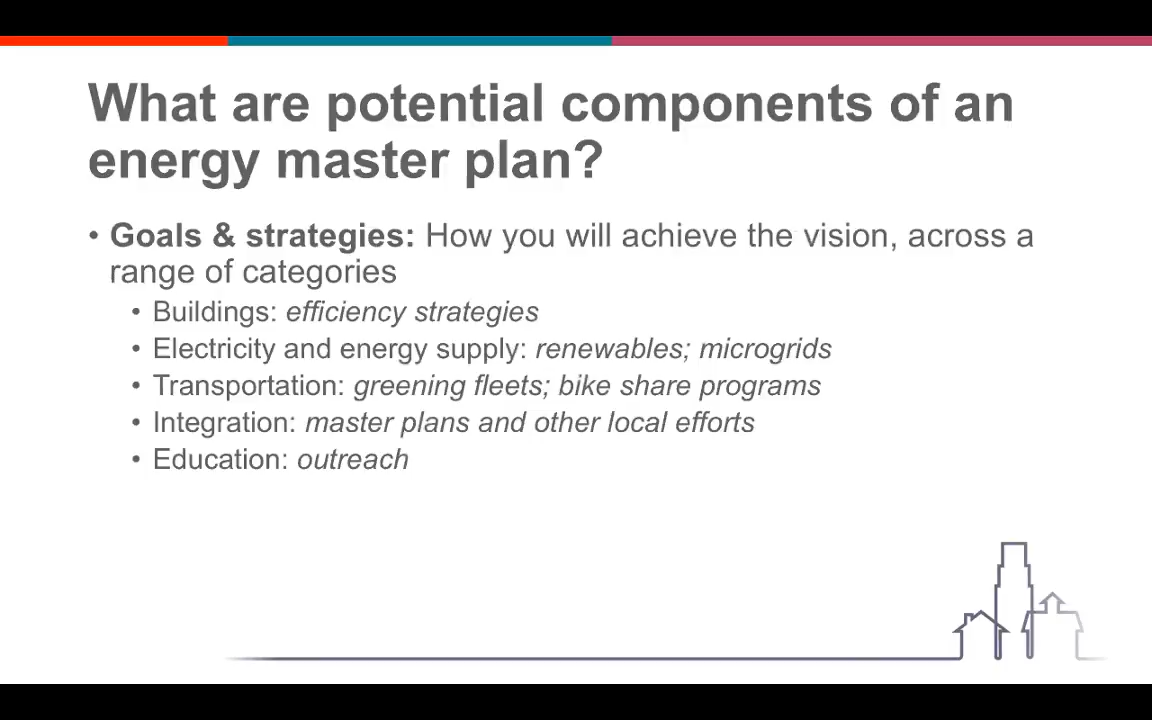 What are potential components of an
energy master plan?
• Goals & strategies: How you will achieve the vision, across a
range of categories
• Buildings: efficiency strategies
• Electricity and energy supply: renewables; microgrids
• Transportation: greening fleets; bike share programs
• Integration: master plans and other local efforts
• Education: outreach